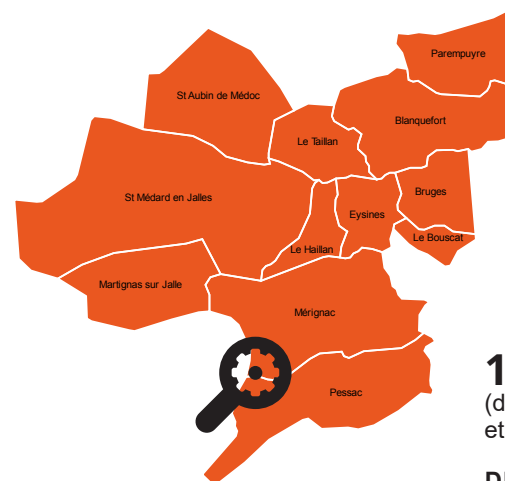 Parempuyre
St Aubin de Médoc
Blanquefort
Le Taillan
Bruges
St Médard en Jalles
Eysines
Le Bouscat
Le Haillan
Martignas sur Jalle
Mérignac
Pessac
1
(d
et